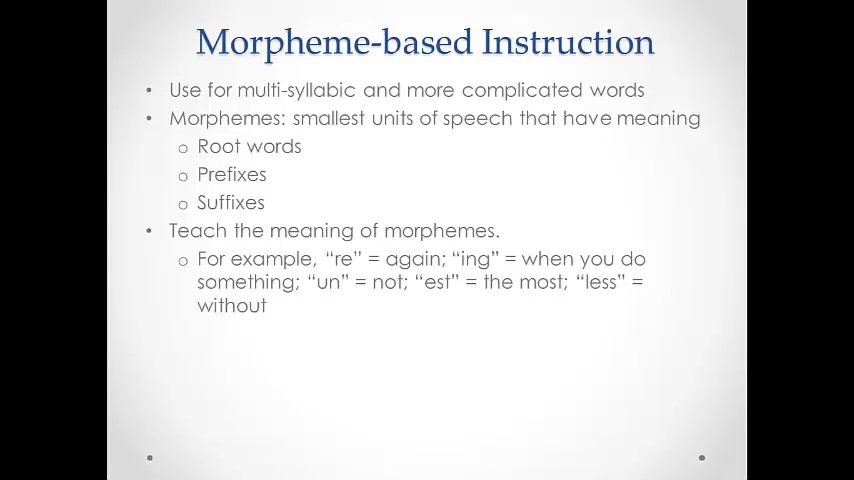 Morpheme-based Instruction
• Use for multi-syllabic and more complicated words
• Morphemes: smallest units of speech that have meaning
o Root words
o Prefixes
o Suffixes
• Teach the meaning of morphemes.
o For example, “re” = again; “ing” = when you do
something; “un” = not; “est” = the most; “less” =
without